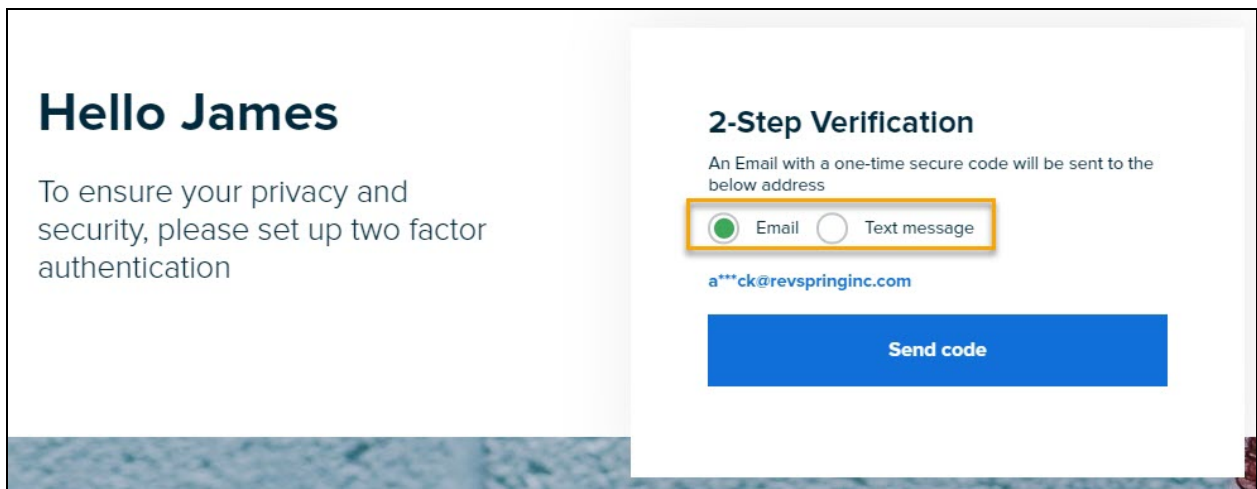 Hello James
To ensure your privacy and
security, please set up two factor
authentication
2-Step Verification
An Email with a one-time secure code will be sent to the
below address
Email Text message
a***ck@revspringinc.com
Send code